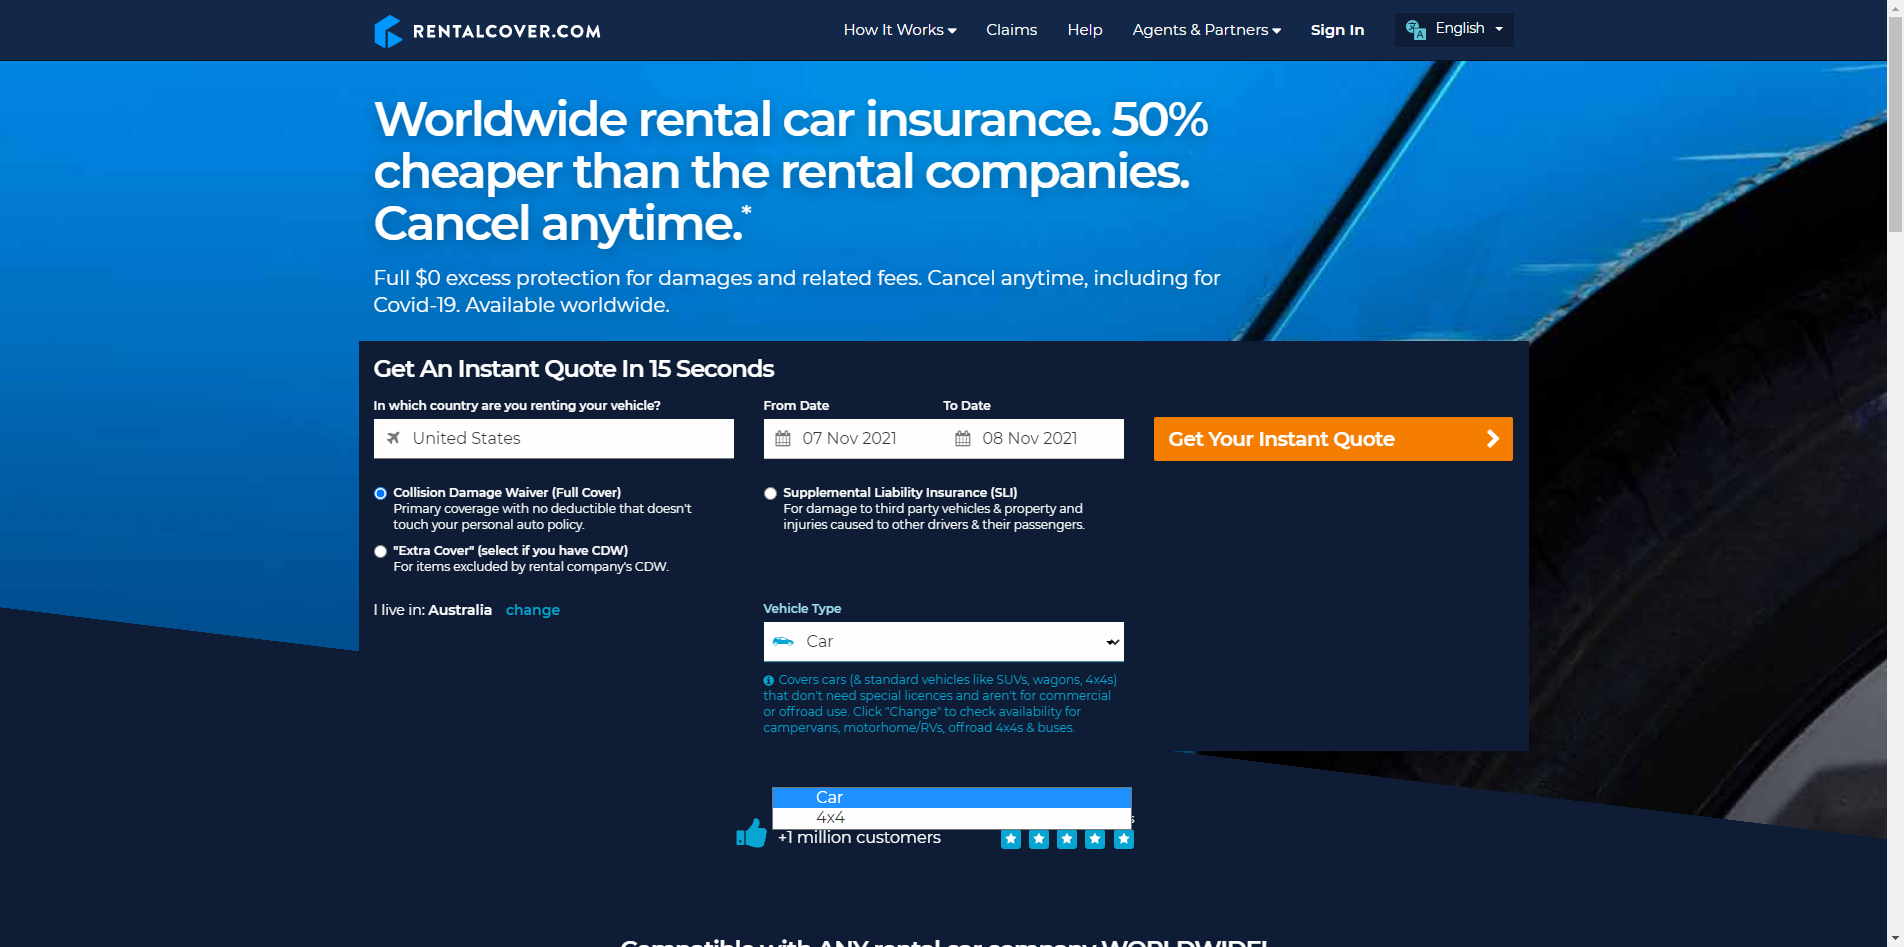 RENTALCOVER.COM
How It Works
Claims
Help
Agents & Partners
Sign In
English
Worldwide rental car insurance. 50%
cheaper than the rental companies.
Cancel anytime.*
Full $0 excess protection for damages and related fees. Cancel anytime, including for
Covid-19. Available worldwide.
Get An Instant Quote In 15 Seconds
In which country are you renting your vehicle?
United States
From Date
To Date
07 Nov 2021
08 Nov 2021
Get Your Instant Quote
Collision Damage Waiver (Full Cover)
Primary coverage with no deductible that doesn't
touch your personal auto policy.
Supplemental Liability Insurance (SLI)
For damage to third party vehicles & property and
injuries caused to other drivers & their passengers.
"Extra Cover" (select if you have CDW)
For items excluded by rental company's CDW.
I live in: Australia change
Vehicle Type
Car
Covers cars (& standard vehicles like SUVs, wagons, 4x4s)
that don't need special licences and aren't for commercial
or offroad use. Click "Change" to check availability for
campervans, motorhome/RVs, offroad 4x4s & buses.
Car
4x4
+1 million customers
Compatible with ANY rental car company WORLDWIDE!